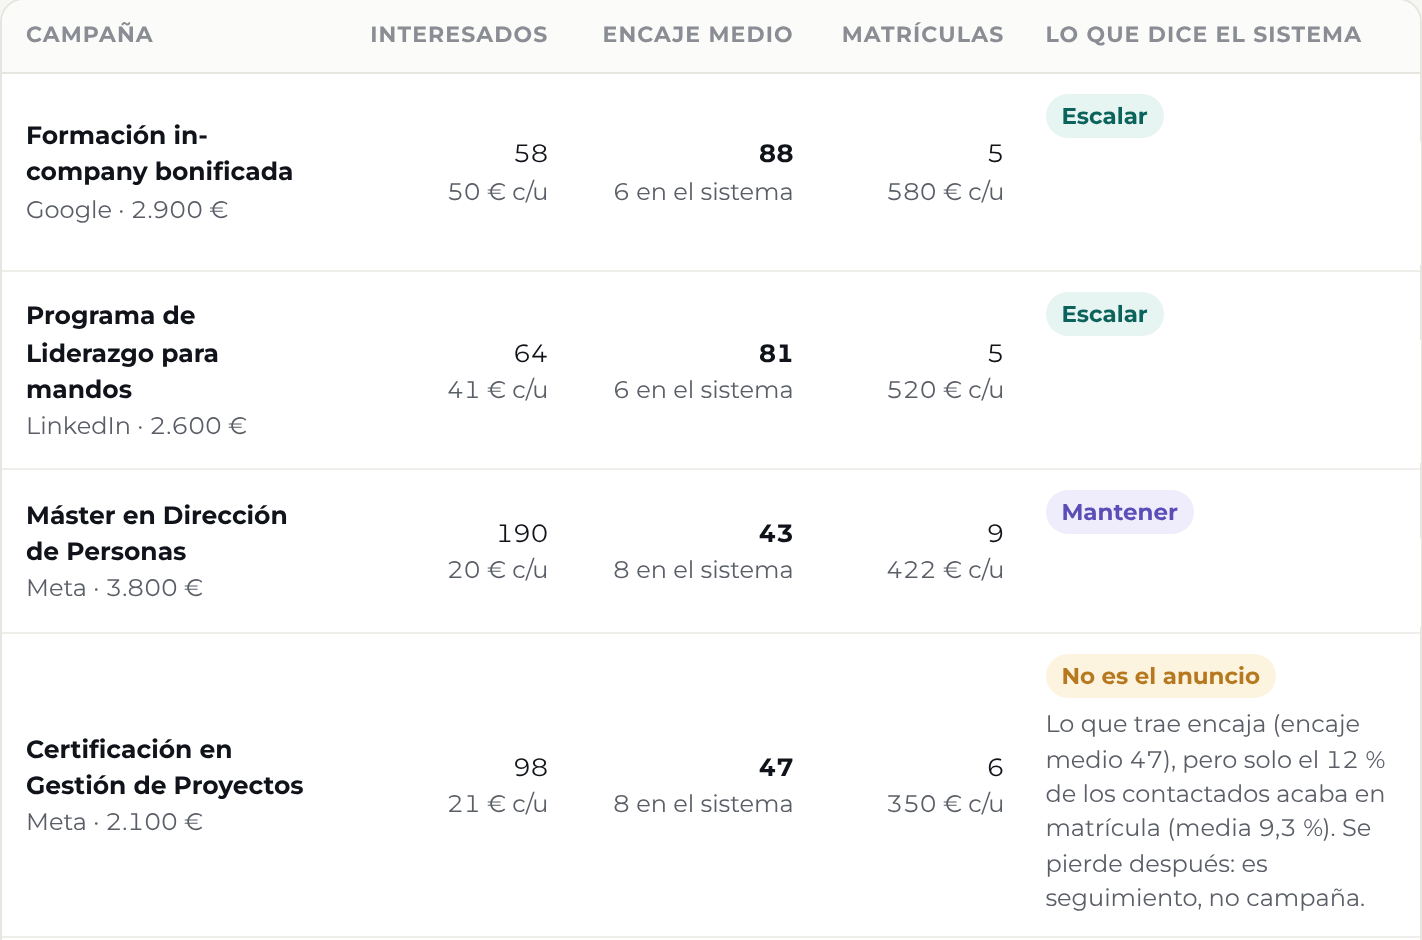 CAMPAÑA INTERESADOS ENCAJE MEDIO MATRÍCULAS LO QUE DICE EL SISTEMA
Formación in-
company bonificada
Google · 2.900 €
58
50 € c/u
88
6 en el sistema
5
580 € c/u
Escalar
Programa de
Liderazgo para
mandos
LinkedIn · 2.600 €
64
41 € c/u
81
6 en el sistema
5
520 € c/u
Escalar
Máster en Dirección
de Personas
Meta · 3.800 €
190
20 € c/u
43
8 en el sistema
9
422 € c/u
Mantener
Certificación en
Gestión de Proyectos
Meta · 2.100 €
98
21 € c/u
47
8 en el sistema
6
350 € c/u
No es el anuncio
Lo que trae encaja (encaje
medio 47), pero solo el 12 %
de los contactados acaba en
matrícula (media 9,3 %). Se
pierde después: es
seguimiento, no campaña.